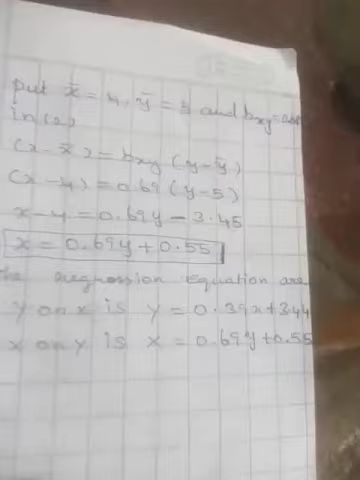 put x̄ = 4, ȳ = 5 and bxy =
in (2)
(x - x̄) = bxy (y - ȳ)
(x - 4) = 0.69 (y - 5)
x - 4 = 0.69y - 3.45
x = 0.69y + 0.55
The regression equation are
y on x is y = 0.39x + 3.44
x on y is x = 0.69y + 0.55